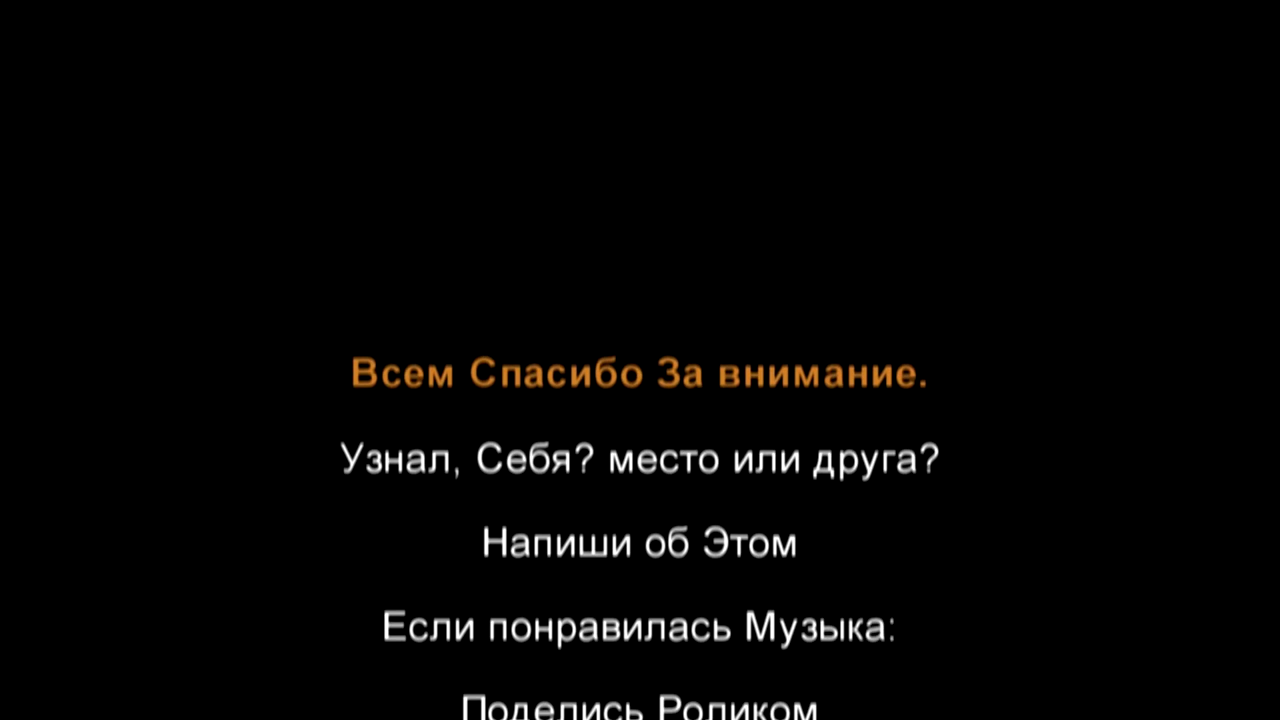 Всем Спасибо За внимание.
Узнал, Себя? место или друга?
Напиши об Этом
Если понравилась Музыка:
Поделись Роликом